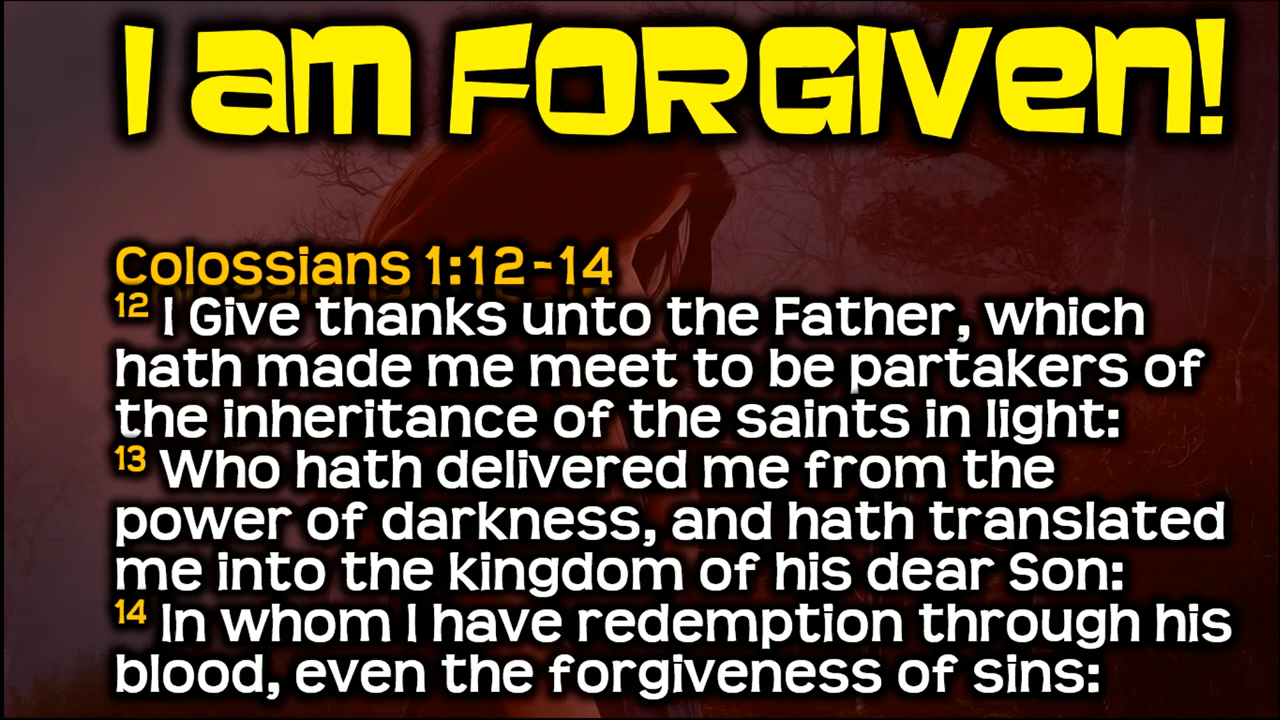 I am FORGIVen!
Colossians 1:12-14
12 I Give thanks unto the Father, which
hath made me meet to be partakers of
the inheritance of the saints in light:
13 Who hath delivered me from the
power of darkness, and hath translated
me into the kingdom of his dear Son:
14 In whom I have redemption through his
blood, even the forgiveness of sins: